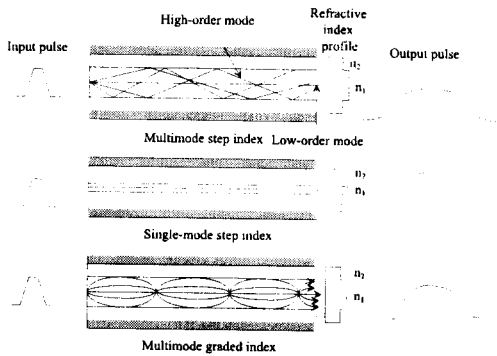 High-order mode
Refractive index profile
Input pulse
Output pulse
n2
n1
Multimode step index
Low-order mode
n2
n1
Single-mode step index
n2
n1
Multimode graded index